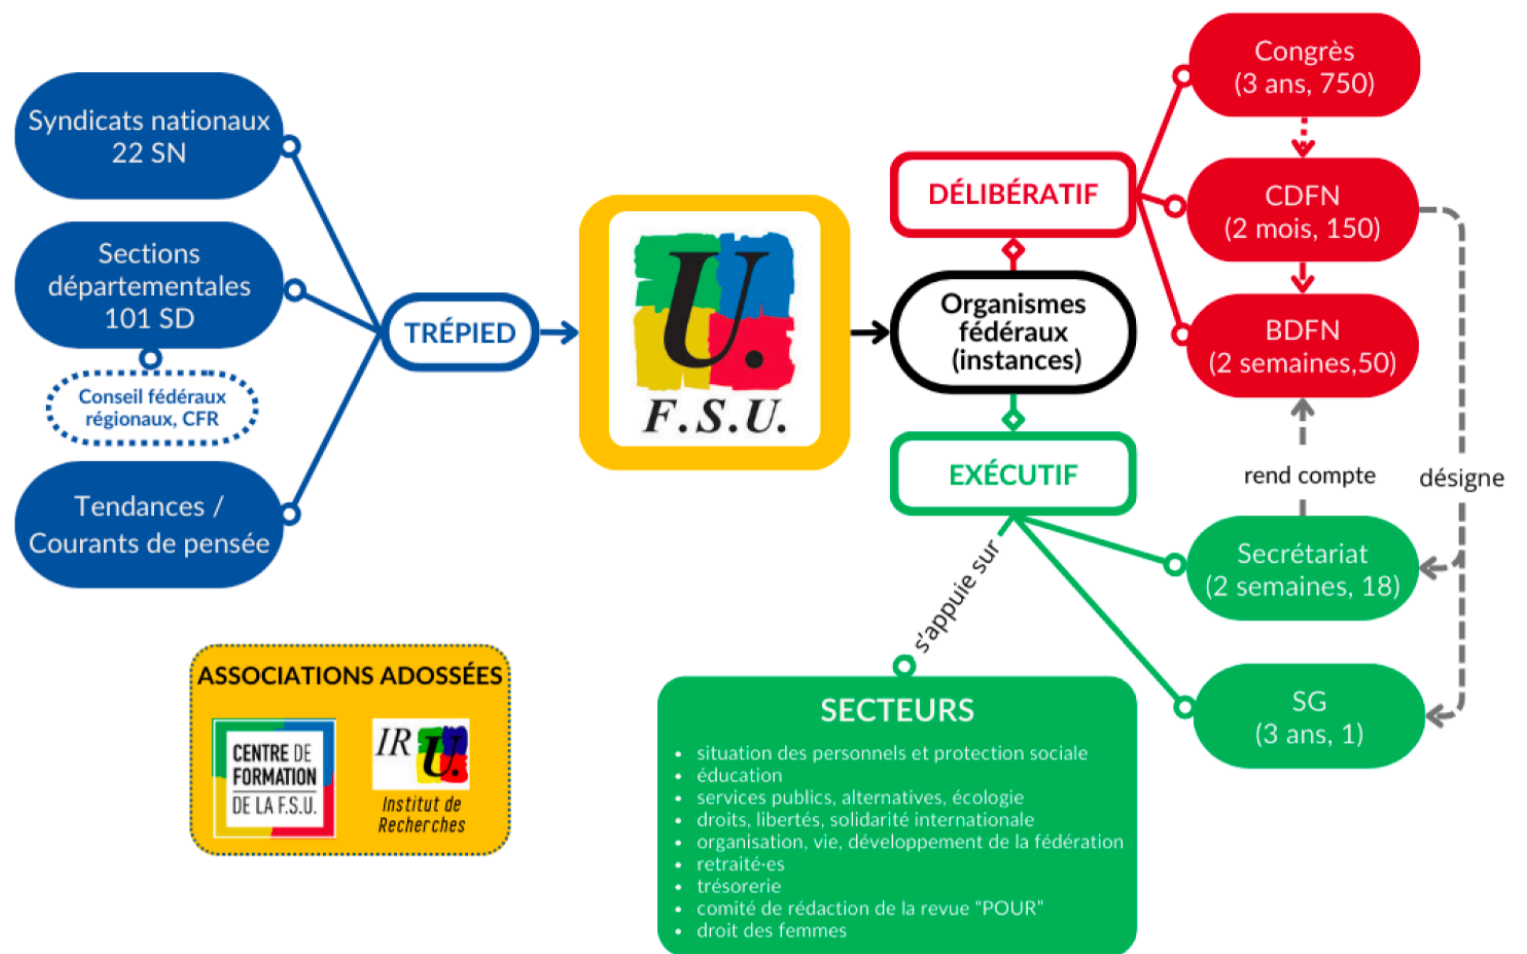 Syndicats nationaux
22 SN
Sections
départementales
101 SD
Conseil fédéraux
régionaux, CFR
Tendances /
Courants de pensée
TRÉPIED
U.
F.S.U.
Organismes
fédéraux
(instances)
DÉLIBÉRATIF
Congrès
(3 ans, 750)
CDFN
(2 mois, 150)
BDFN
(2 semaines,50)
rend compte
désigne
EXÉCUTIF
Secrétariat
(2 semaines, 18)
SG
(3 ans, 1)
s'appuie sur
SECTEURS
• situation des personnels et protection sociale
• éducation
• services publics, alternatives, écologie
• droits, libertés, solidarité internationale
• organisation, vie, développement de la fédération
• retraité·es
• trésorerie
• comité de rédaction de la revue "POUR"
• droit des femmes
ASSOCIATIONS ADOSSÉES
CENTRE DE
FORMATION
DE LA F.S.U.
IR U.
Institut de
Recherches